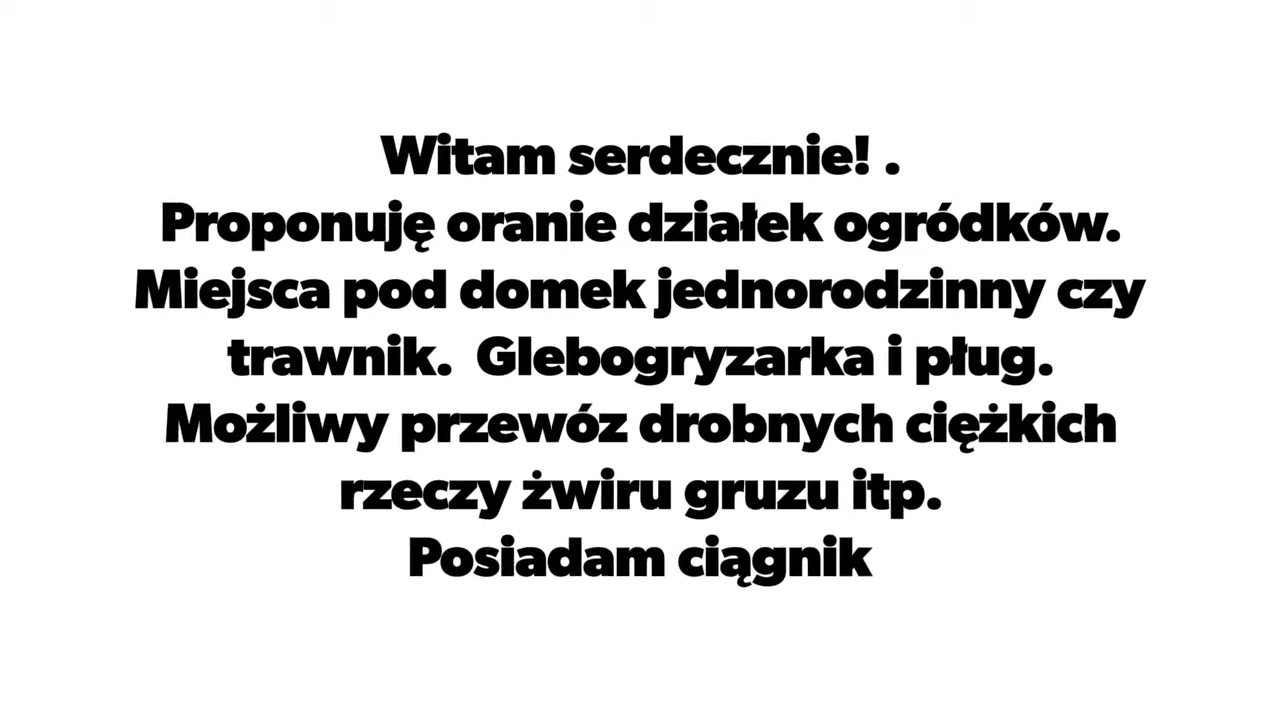 Witam serdecznie! .
Proponuję oranie działek ogródków.
Miejsca pod domek jednorodzinny czy
trawnik.  Glebogryzarka i pług.
Możliwy przewóz drobnych ciężkich
rzeczy żwiru gruzu itp.
Posiadam ciągnik